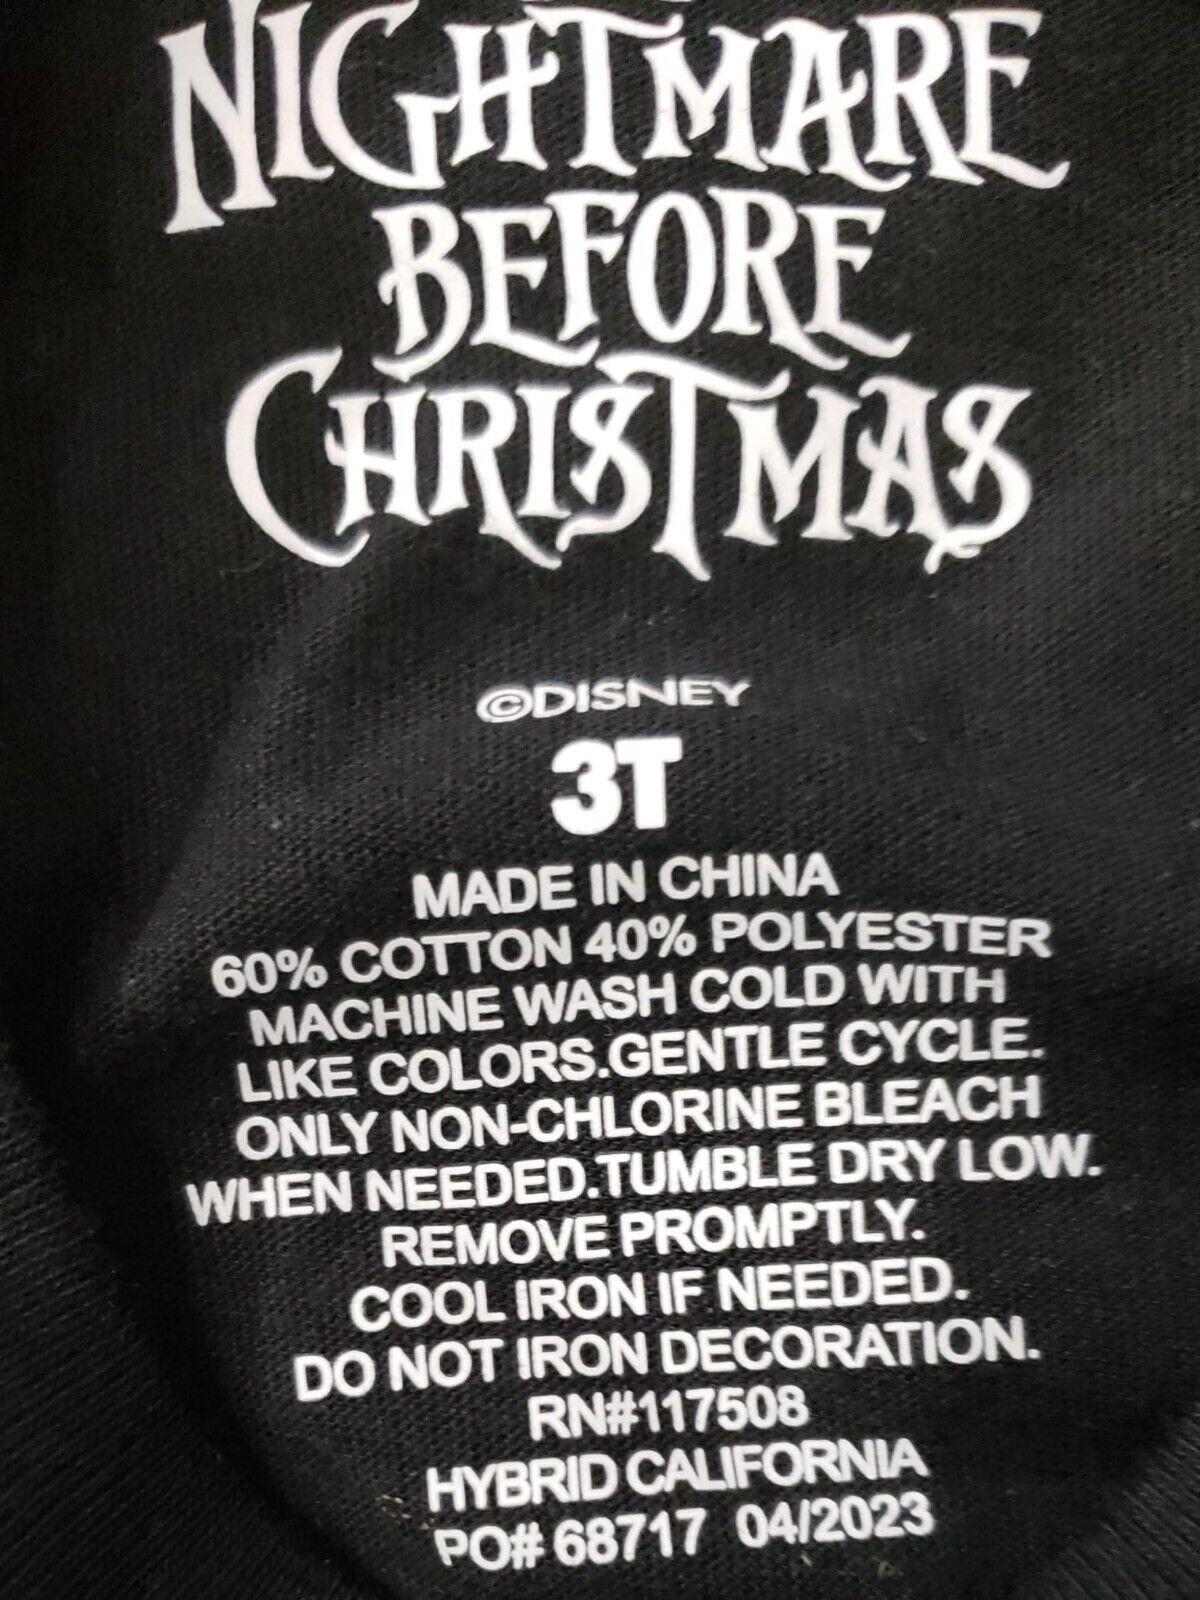 NIGHTMARE
BEFORE
CHRISTMAS
©DISNEY
3T
MADE IN CHINA
60% COTTON 40% POLYESTER
MACHINE WASH COLD WITH
LIKE COLORS.GENTLE CYCLE.
ONLY NON-CHLORINE BLEACH
WHEN NEEDED.TUMBLE DRY LOW.
REMOVE PROMPTLY.
COOL IRON IF NEEDED.
DO NOT IRON DECORATION.
RN#117508
HYBRID CALIFORNIA
PO# 68717 04/2023